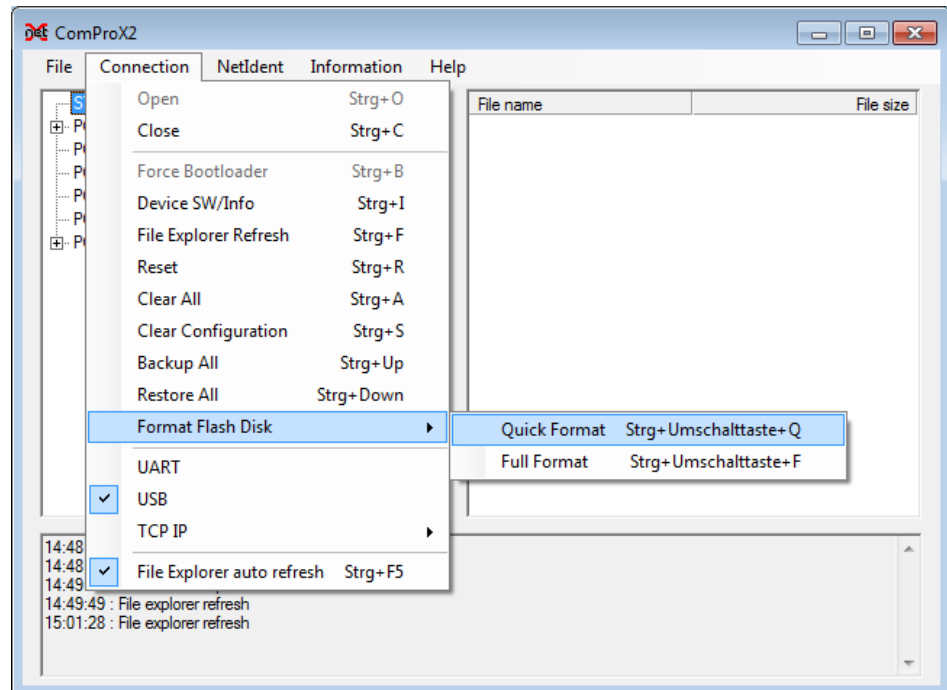 ComProX2
File Connection NetIdent Information Help
Open Strg+O
Close Strg+C
Force Bootloader Strg+B
Device SW/Info Strg+I
File Explorer Refresh Strg+F
Reset Strg+R
Clear All Strg+A
Clear Configuration Strg+S
Backup All Strg+Up
Restore All Strg+Down
Format Flash Disk
UART
USB
TCP IP
File Explorer auto refresh Strg+F5
Quick Format Strg+Umschalttaste+Q
Full Format Strg+Umschalttaste+F
File name File size
14:48
14:48
14:49
14:49:49 : File explorer refresh
15:01:28 : File explorer refresh